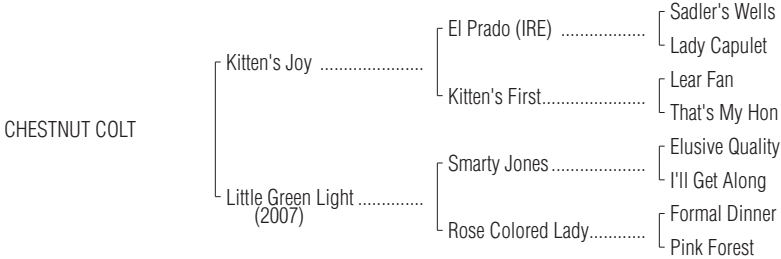 Sadler's Wells
El Prado (IRE) ...................
Lady Capulet
Kitten's Joy ......................
Lear Fan
Kitten's First......................
That's My Hon
CHESTNUT COLT
Elusive Quality
Smarty Jones....................
I'll Get Along
Little Green Light ..............
(2007)
Formal Dinner
Rose Colored Lady............
Pink Forest